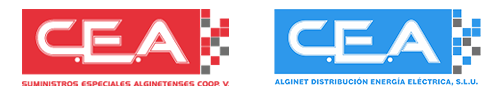 C.E.A
SUMINISTROS ESPECIALES ALGINETENSES COOP. V.
C.E.A
ALGINET DISTRIBUCIÓN ENERGÍA ELÉCTRICA, S.L.U.